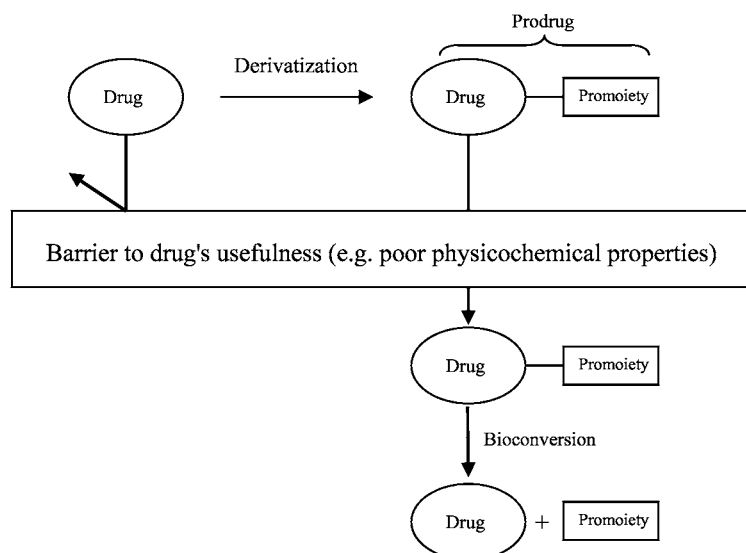 Prodrug
Derivatization
Drug
Drug
Promoiety
Barrier to drug's usefulness (e.g. poor physicochemical properties)
Drug
Promoiety
Bioconversion
Drug
+
Promoiety